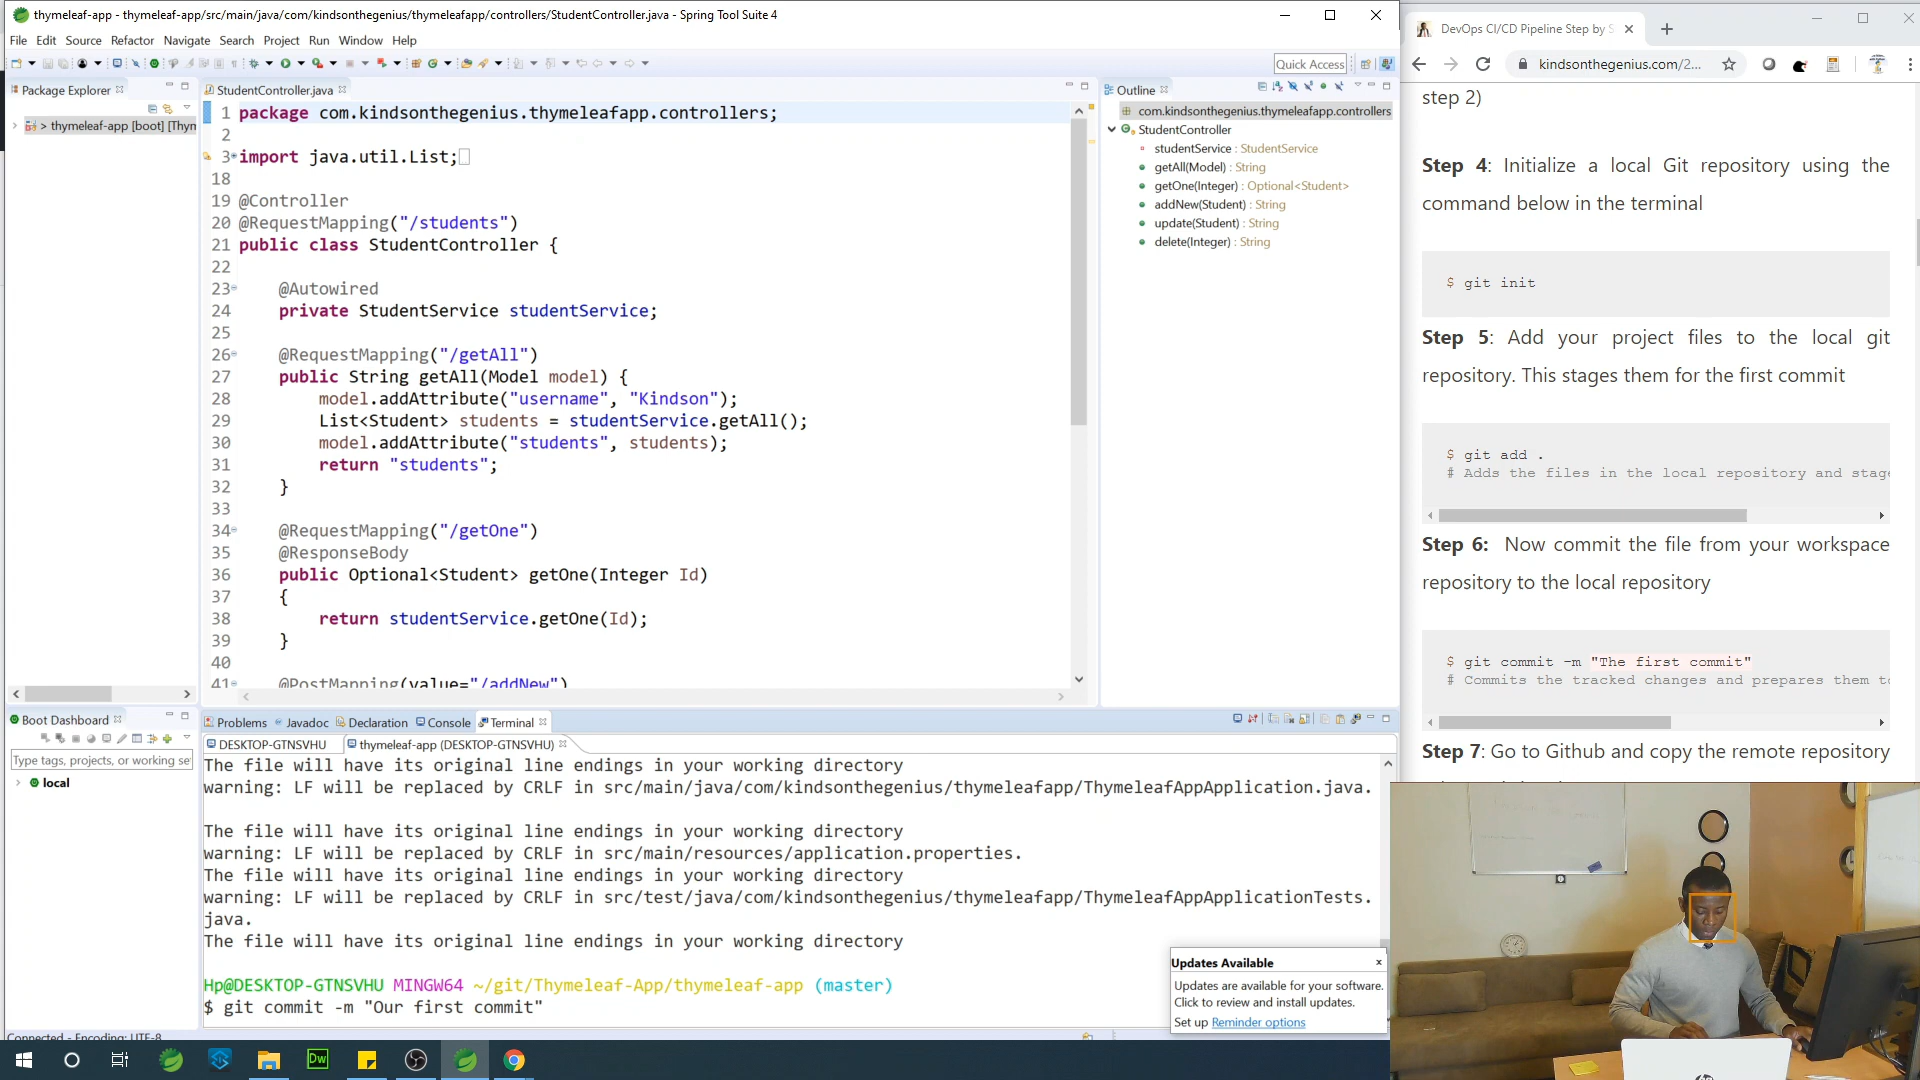 thymeleaf-app - thymeleaf-app/src/main/java/com/kindsonthegenius/thymeleafapp/controllers/StudentController.java - Spring Tool Suite 4
File Edit Source Refactor Navigate Search Project Run Window Help
Quick Access
Package Explorer
> thymeleaf-app [boot] [Thym
StudentController.java
1 package com.kindsonthegenius.thymeleafapp.controllers;
2
3 import java.util.List;
18
19 @Controller
20 @RequestMapping("/students")
21 public class StudentController {
22
23 @Autowired
24 private StudentService studentService;
25
26 @RequestMapping("/getAll")
27 public String getAll(Model model) {
28 model.addAttribute("username", "Kindson");
29 List<Student> students = studentService.getAll();
30 model.addAttribute("students", students);
31 return "students";
32 }
33
34 @RequestMapping("/getOne")
35 @ResponseBody
36 public Optional<Student> getOne(Integer Id)
37 {
38 return studentService.getOne(Id);
39 }
40
41 @PostMapping(value="/addNew")
Outline
com.kindsonthegenius.thymeleafapp.controllers
StudentController
studentService : StudentService
getAll(Model) : String
getOne(Integer) : Optional<Student>
addNew(Student) : String
update(Student) : String
delete(Integer) : String
Boot Dashboard
Type tags, projects, or working se
local
Problems Javadoc Declaration Console Terminal
DESKTOP-GTNSVHU thymeleaf-app (DESKTOP-GTNSVHU)
The file will have its original line endings in your working directory
warning: LF will be replaced by CRLF in src/main/java/com/kindsonthegenius/thymeleafapp/ThymeleafAppApplication.java.
The file will have its original line endings in your working directory
warning: LF will be replaced by CRLF in src/main/resources/application.properties.
The file will have its original line endings in your working directory
warning: LF will be replaced by CRLF in src/test/java/com/kindsonthegenius/thymeleafapp/ThymeleafAppApplicationTests.
java.
The file will have its original line endings in your working directory
Hp@DESKTOP-GTNSVHU MINGW64 ~/git/Thymeleaf-App/thymeleaf-app (master)
$ git commit -m "Our first commit"
Connected - Encoding: UTF-8
Updates Available
Updates are available for your software.
Click to review and install updates.
Set up Reminder options
DevOps CI/CD Pipeline Step by S
kindsonthegenius.com/2...
step 2)
Step 4: Initialize a local Git repository using the
command below in the terminal
$ git init
Step 5: Add your project files to the local git
repository. This stages them for the first commit
$ git add .
# Adds the files in the local repository and stage
Step 6: Now commit the file from your workspace
repository to the local repository
$ git commit -m "The first commit"
# Commits the tracked changes and prepares them to
Step 7: Go to Github and copy the remote repository
Dw